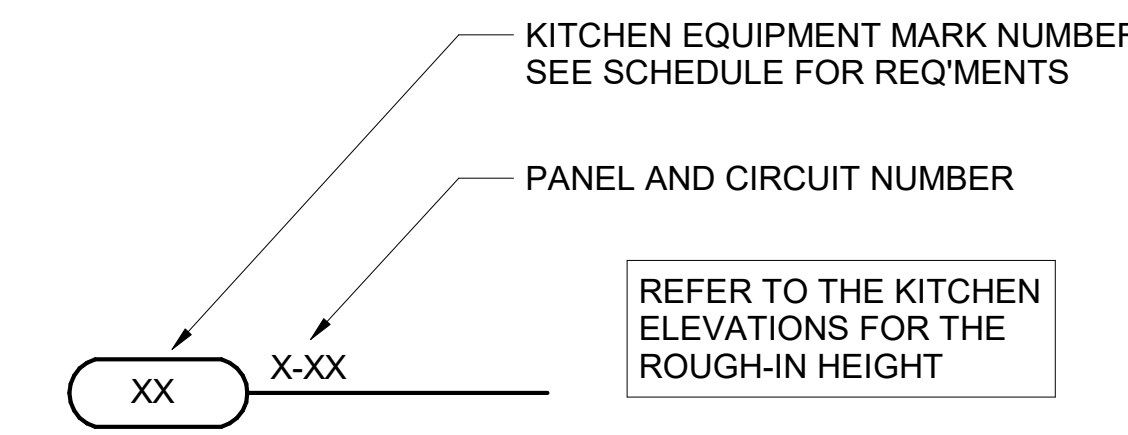 KITCHEN EQUIPMENT MARK NUMBER
SEE SCHEDULE FOR REQ'MENTS
PANEL AND CIRCUIT NUMBER
REFER TO THE KITCHEN
ELEVATIONS FOR THE
ROUGH-IN HEIGHT
X-XX
XX